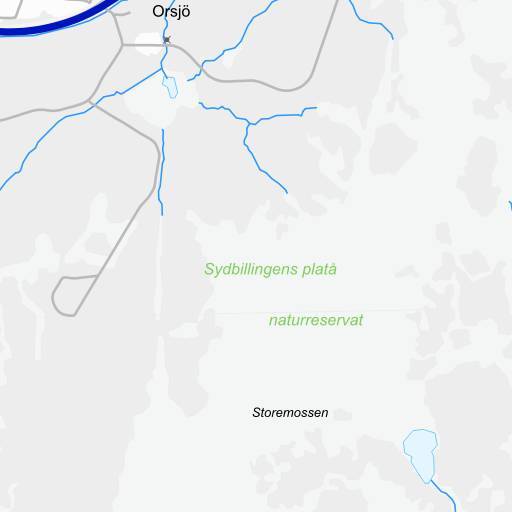 Orsjö
Sydbillingens platå
naturreservat
Storemossen